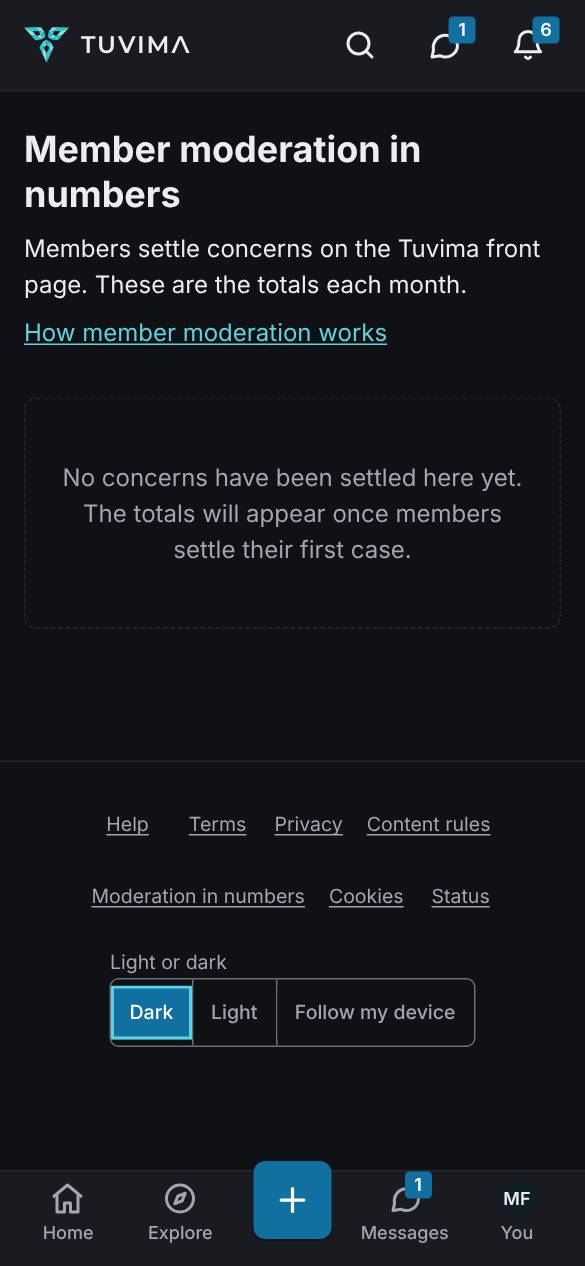 TUVIMA
1
6
Member moderation in
numbers
Members settle concerns on the Tuvima front
page. These are the totals each month.
How member moderation works
No concerns have been settled here yet.
The totals will appear once members
settle their first case.
Help Terms Privacy Content rules
Moderation in numbers Cookies Status
Light or dark
Dark Light Follow my device
1
MF
Home Explore Messages You